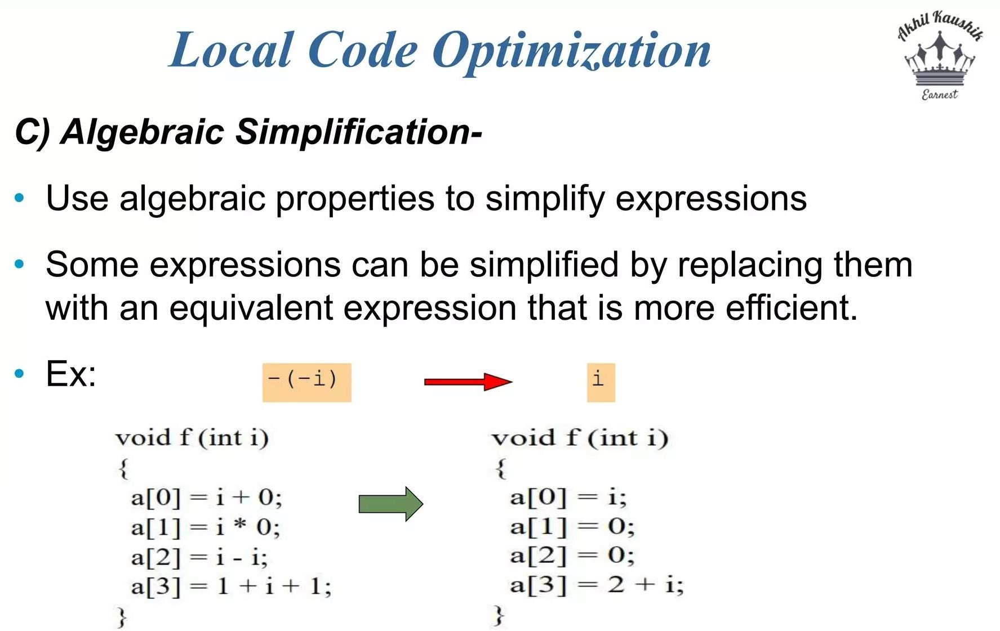 Local Code Optimization
Akhil Kaushik
Earnest
C) Algebraic Simplification-
• Use algebraic properties to simplify expressions
• Some expressions can be simplified by replacing them
with an equivalent expression that is more efficient.
• Ex:
-(-i)
i
void f (int i)
{
a[0] = i + 0;
a[1] = i * 0;
a[2] = i - i;
a[3] = 1 + i + 1;
}
void f (int i)
{
a[0] = i;
a[1] = 0;
a[2] = 0;
a[3] = 2 + i;
}